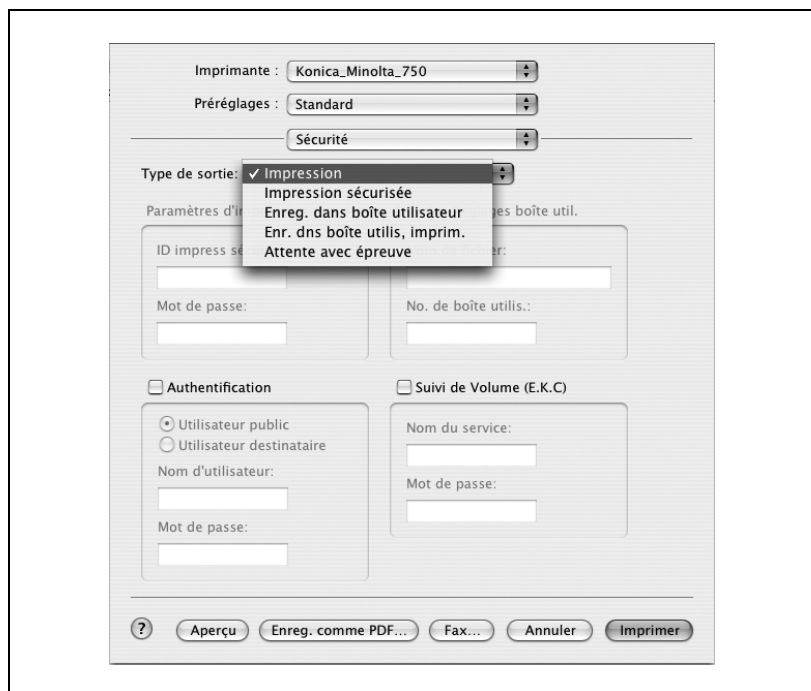 Imprimante : Konica_Minolta_750
Préréglages : Standard
Sécurité
Type de sortie: ✓ Impression
Impression sécurisée
Enreg. dans boîte utilisateur
Enr. dns boîte utilis, imprim.
Attente avec épreuve
Paramètres boîte util.
ID impress
Mot de passe:
No. de boîte utilis.:
Authentification
Suivi de Volume (E.K.C)
Utilisateur public
Utilisateur destinataire
Nom d'utilisateur:
Mot de passe:
Nom du service:
Mot de passe:
? Aperçu Enreg. comme PDF... Fax... Annuler Imprimer